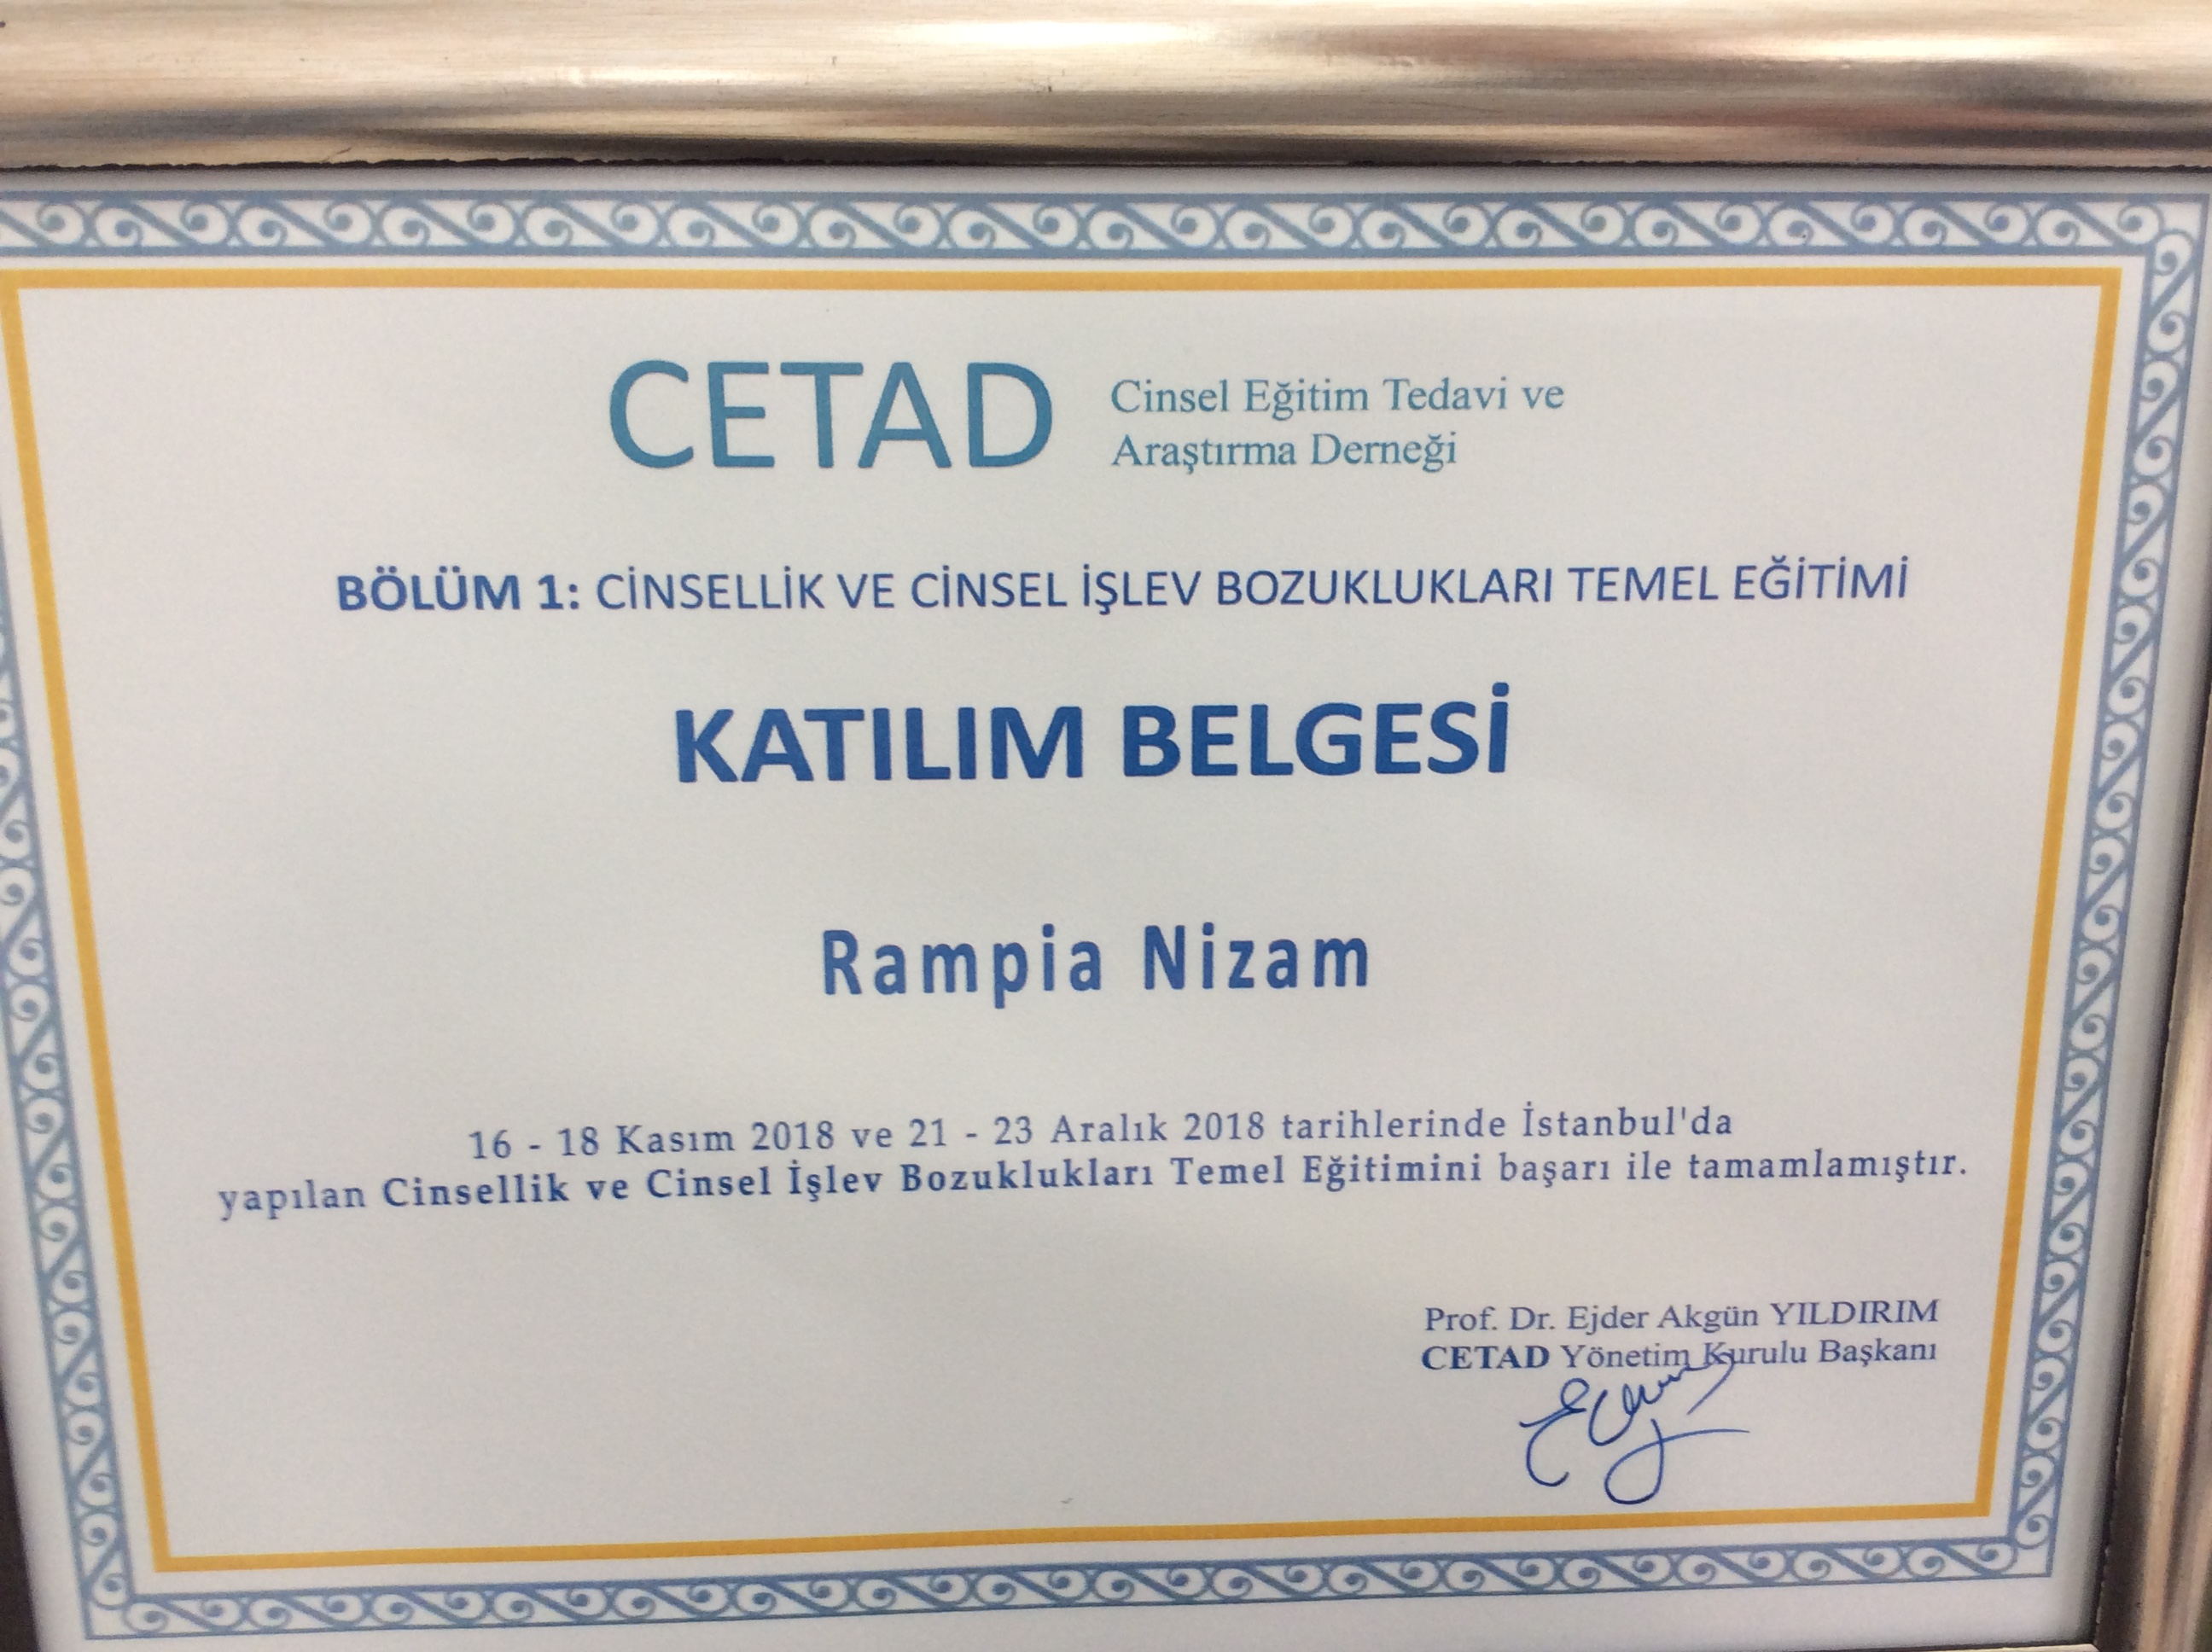 CETAD
Cinsel Eğitim Tedavi ve
Araştırma Derneği
BÖLÜM 1: CİNSELLİK VE CİNSEL İŞLEV BOZUKLUKLARI TEMEL EĞİTİMİ
KATILIM BELGESİ
Rampia Nizam
16 - 18 Kasım 2018 ve 21 - 23 Aralık 2018 tarihlerinde İstanbul'da
yapılan Cinsellik ve Cinsel İşlev Bozuklukları Temel Eğitimini başarı ile tamamlamıştır.
Prof. Dr. Ejder Akgün YILDIRIM
CETAD Yönetim Kurulu Başkanı